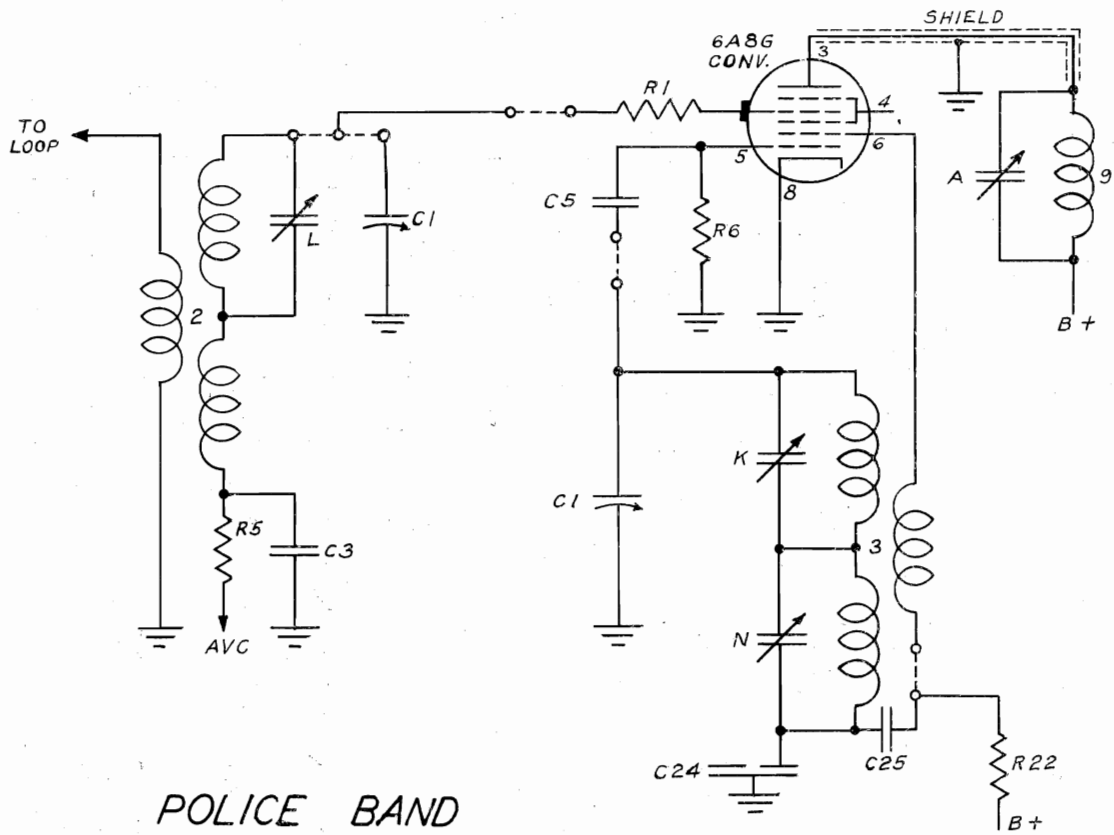 SHIELD
6A8G
CONV.
3
R1
4
TO
LOOP
5
6
A
9
8
L
C1
C5
R6
2
B+
K
C1
3
R5
C3
N
AVC
C25
C24
R22
B+
POLICE BAND